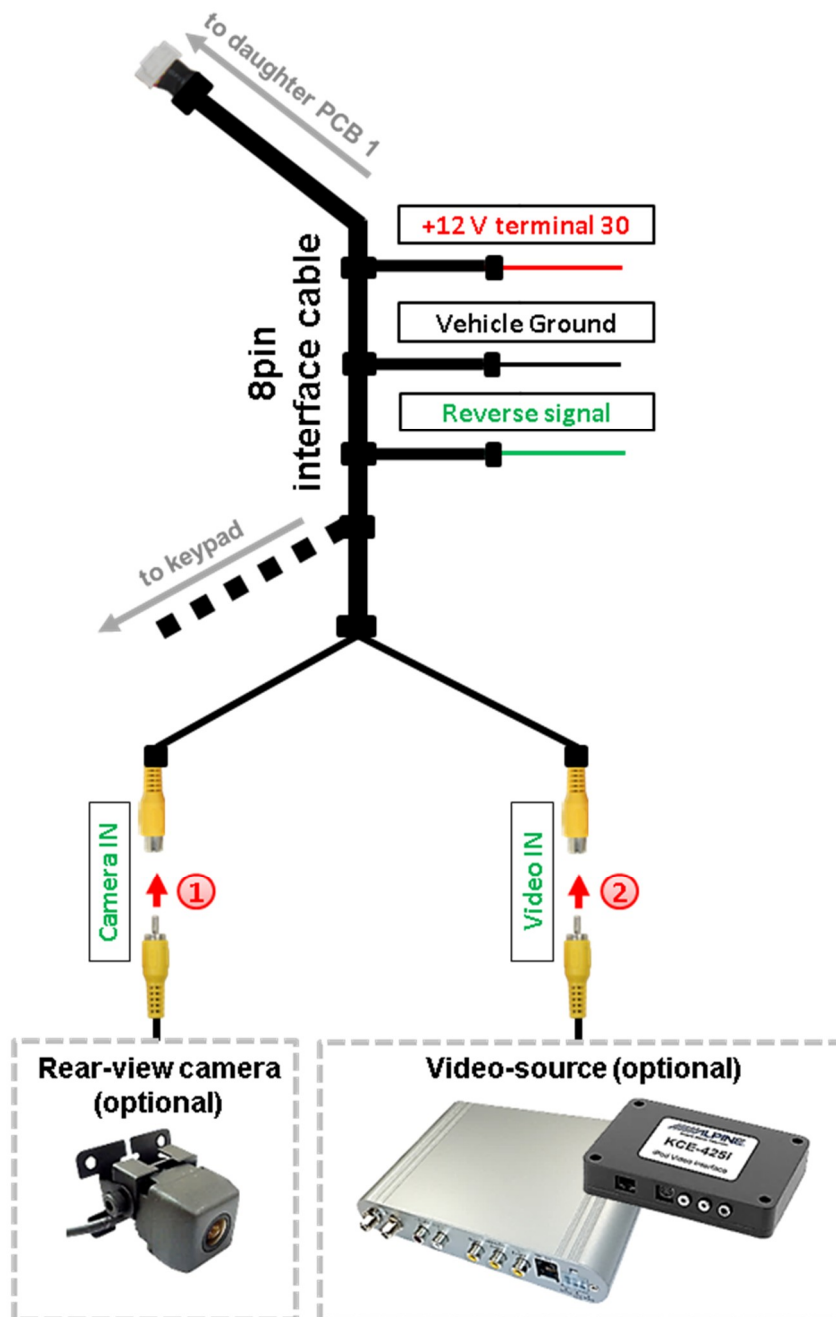 to daughter PCB 1
+12 V terminal 30
Vehicle Ground
Reverse signal
8pin
interface cable
to keypad
Camera IN
1
Video IN
2
Rear-view camera
(optional)
Video-source (optional)
ALPINE
KCE-425i
iPod Video Interface